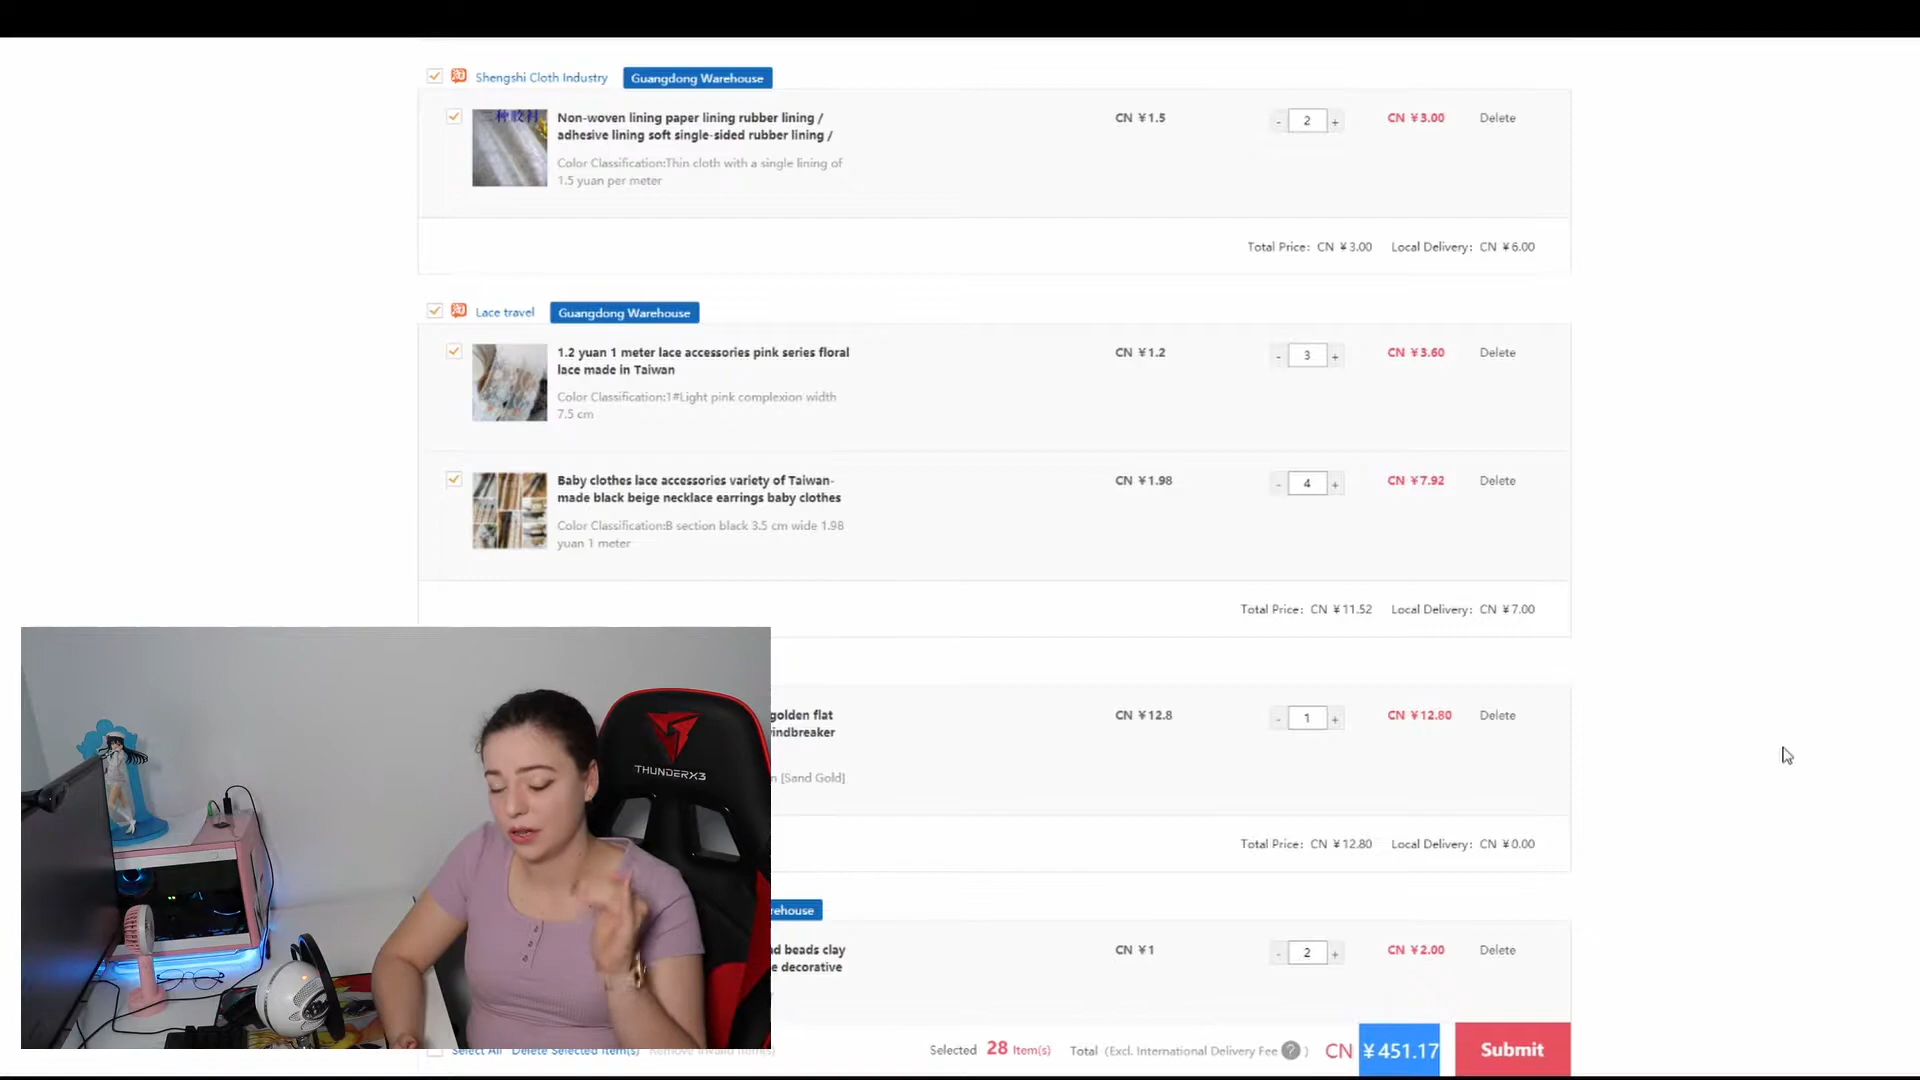 Shengshi Cloth Industry Guangdong Warehouse
Non-woven lining paper lining rubber lining / CN ¥1.5 - 2 + CN ¥3.00 Delete
adhesive lining soft single-sided rubber lining /
Color Classification:Thin cloth with a single lining of
1.5 yuan per meter
Total Price: CN ¥3.00 Local Delivery: CN ¥6.00
Lace travel Guangdong Warehouse
1.2 yuan 1 meter lace accessories pink series floral CN ¥1.2 - 3 + CN ¥3.60 Delete
lace made in Taiwan
Color Classification:1#Light pink complexion width
7.5 cm
Baby clothes lace accessories variety of Taiwan- CN ¥1.98 - 4 + CN ¥7.92 Delete
made black beige necklace earrings baby clothes
Color Classification:B section black 3.5 cm wide 1.98
yuan 1 meter
Total Price: CN ¥11.52 Local Delivery: CN ¥7.00
golden flat CN ¥12.8 - 1 + CN ¥12.80 Delete
indbreaker
[Sand Gold]
Total Price: CN ¥12.80 Local Delivery: CN ¥0.00
THUNDERX3
ehouse
beads clay CN ¥1 - 2 + CN ¥2.00 Delete
decorative
Select All Delete Selected Item(s) Remove Invalid Item(s) Selected 28 Item(s) Total (Excl. International Delivery Fee ? ) CN ¥451.17 Submit